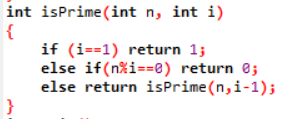 int isPrime(int n, int i)
{
if (i==1) return 1;
else if(n%i==0) return 0;
else return isPrime(n,i-1);
}